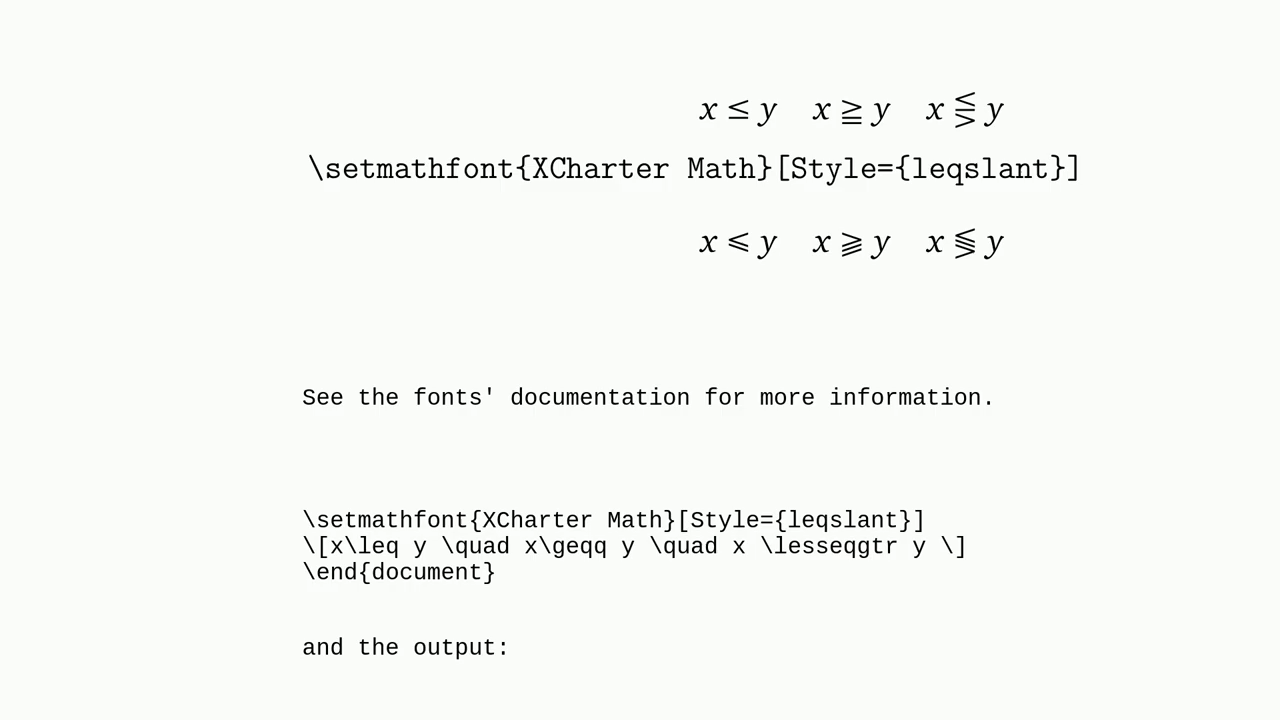 x ≤ y x ≧ y x ⋚ y
\setmathfont{XCharter Math}[Style={leqslant}]
x ⩽ y x ⫺ y x ⪋ y
See the fonts' documentation for more information.
\setmathfont{XCharter Math}[Style={leqslant}]
\[x\leq y \quad x\geqq y \quad x \lesseqgtr y \]
\end{document}
and the output: